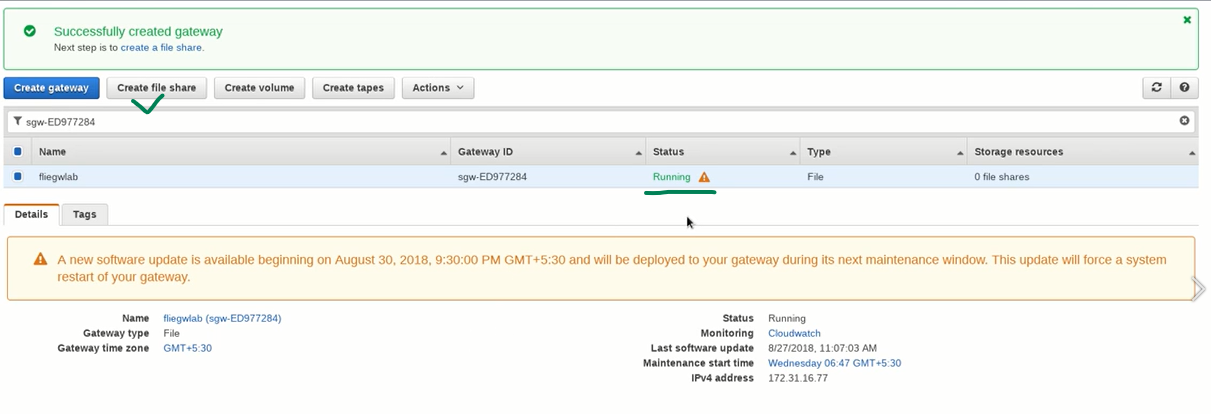 Successfully created gateway
Next step is to create a file share.
Create gateway Create file share Create volume Create tapes Actions
sgw-ED977284
Name Gateway ID Status Type Storage resources
fliegwlab sgw-ED977284 Running File 0 file shares
Details Tags
A new software update is available beginning on August 30, 2018, 9:30:00 PM GMT+5:30 and will be deployed to your gateway during its next maintenance window. This update will force a system
restart of your gateway.
Name fliegwlab (sgw-ED977284) Status Running
Gateway type File Monitoring Cloudwatch
Gateway time zone GMT+5:30 Last software update 8/27/2018, 11:07:03 AM
Maintenance start time Wednesday 06:47 GMT+5:30
IPv4 address 172.31.16.77